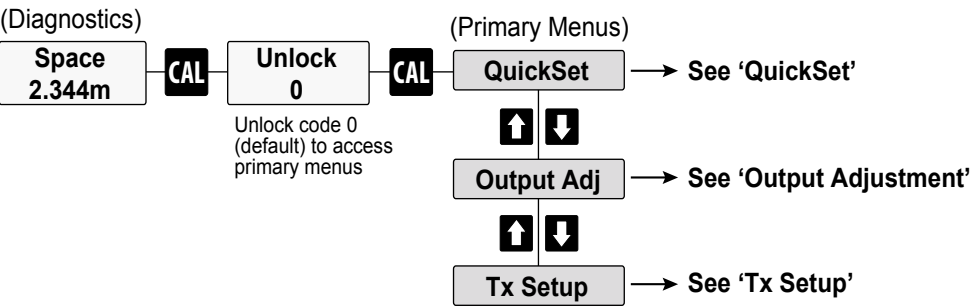 (Diagnostics)
(Primary Menus)
Space
2.344m
CAL
Unlock
0
CAL
QuickSet
See ‘QuickSet’
Unlock code 0
(default) to access
primary menus
Output Adj
See ‘Output Adjustment’
Tx Setup
See ‘Tx Setup’